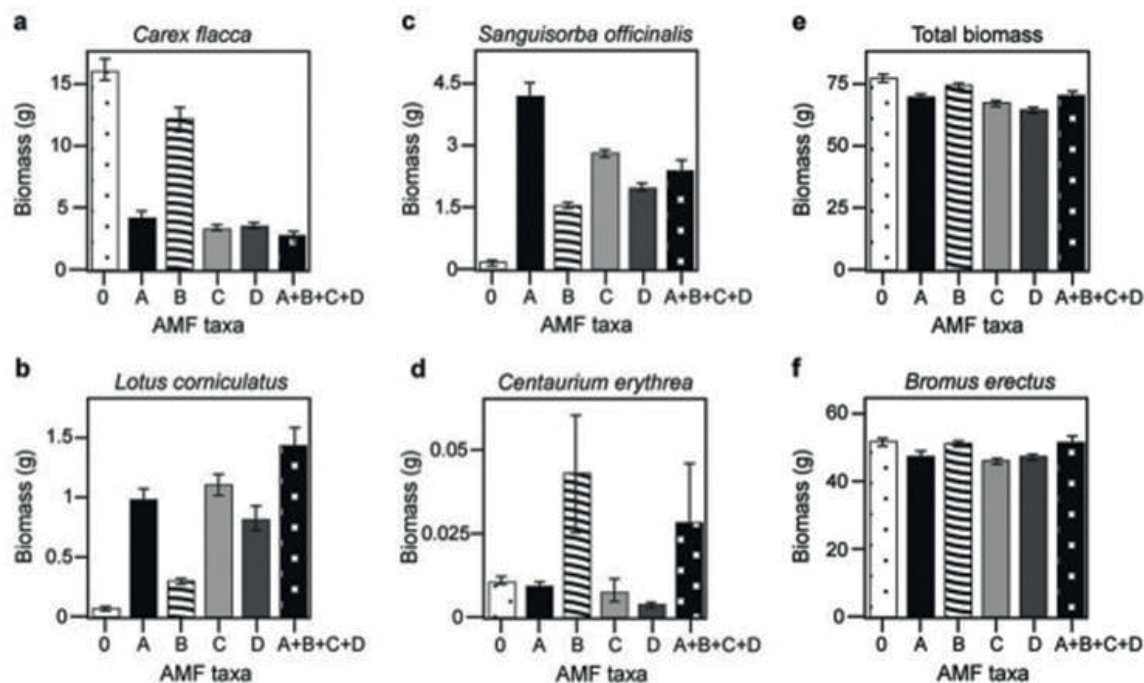 a
Carex flacca
Biomass (g)
15
10
5
0
0 A B C D A+B+C+D
AMF taxa
c
Sanguisorba officinalis
Biomass (g)
4.5
3
1.5
0
0 A B C D A+B+C+D
AMF taxa
e
Total biomass
Biomass (g)
75
50
25
0
0 A B C D A+B+C+D
AMF taxa
b
Lotus corniculatus
Biomass (g)
1.5
1
0.5
0
0 A B C D A+B+C+D
AMF taxa
d
Centaurium erythrea
Biomass (g)
0.05
0.025
0
0 A B C D A+B+C+D
AMF taxa
f
Bromus erectus
Biomass (g)
60
40
20
0
0 A B C D A+B+C+D
AMF taxa